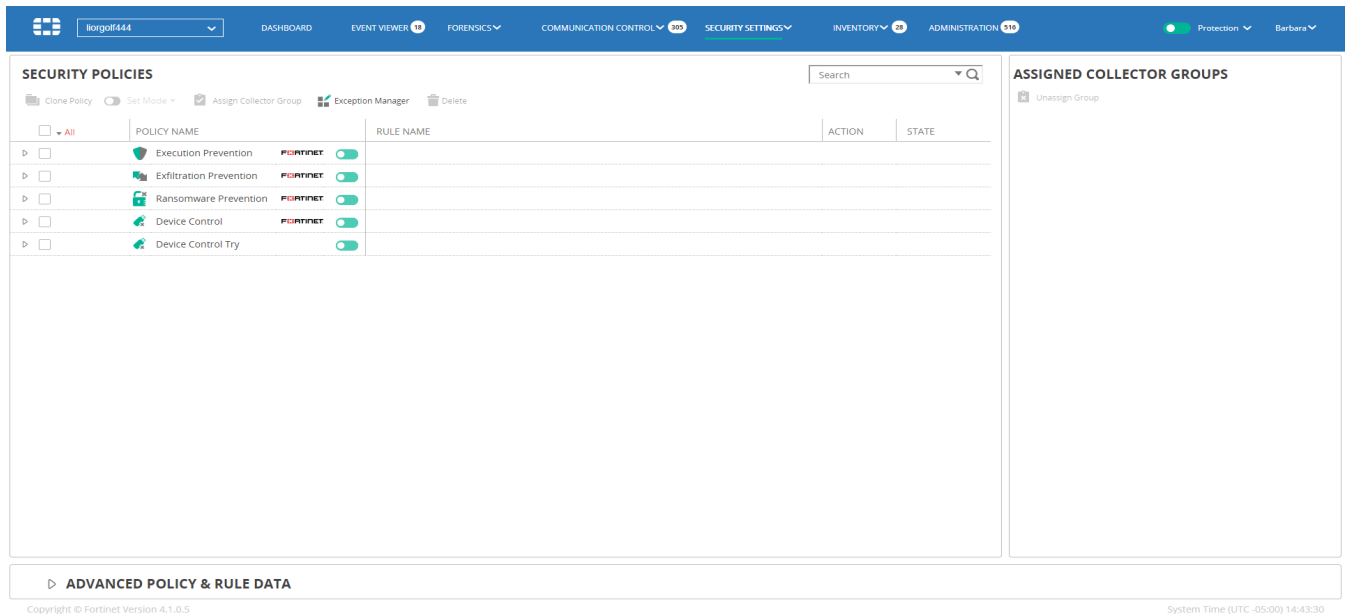 liorgolf444 DASHBOARD EVENT VIEWER 18 FORENSICS COMMUNICATION CONTROL 305 SECURITY SETTINGS INVENTORY 28 ADMINISTRATION 516 Protection Barbara
SECURITY POLICIES
Search
Clone Policy Set Mode Assign Collector Group Exception Manager Delete
All POLICY NAME RULE NAME ACTION STATE
Execution Prevention FORTINET
Exfiltration Prevention FORTINET
Ransomware Prevention FORTINET
Device Control FORTINET
Device Control Try
ASSIGNED COLLECTOR GROUPS
Unassign Group
ADVANCED POLICY & RULE DATA
Copyright © Fortinet Version 4.1.0.5 System Time (UTC -05:00) 14:43:30